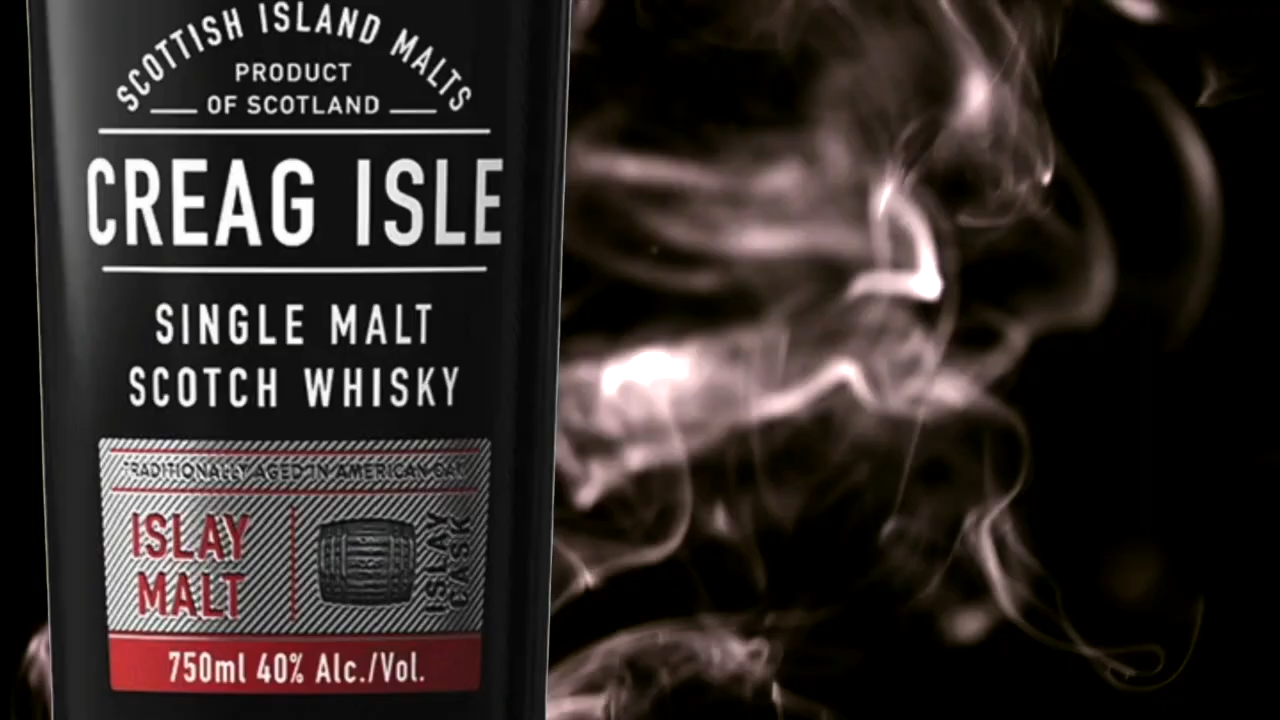 SCOTTISH ISLAND MALTS
PRODUCT
OF SCOTLAND
CREAG ISLE
SINGLE MALT
SCOTCH WHISKY
TRADITIONALLY AGED IN AMERICAN OAK
ISLAY
MALT
ISLAY
CASK
750ml 40% Alc./Vol.